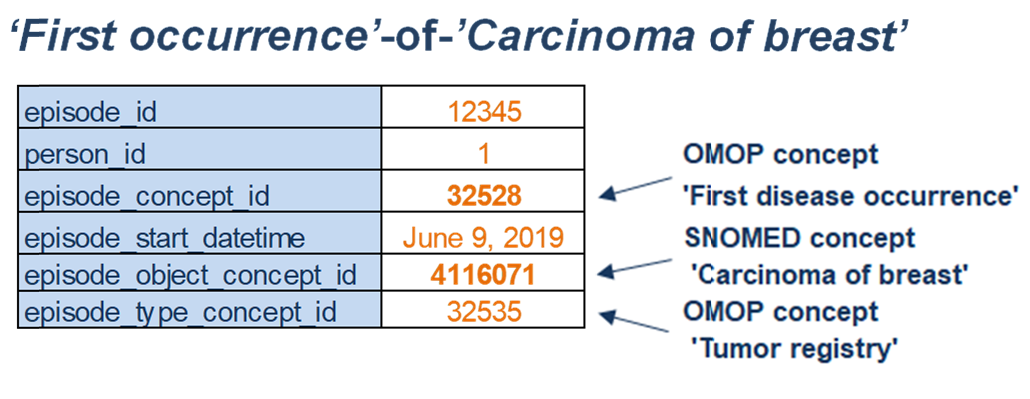 ‘First occurrence’-of-’Carcinoma of breast’
episode_id 12345
person_id 1
episode_concept_id 32528
episode_start_datetime June 9, 2019
episode_object_concept_id 4116071
episode_type_concept_id 32535
OMOP concept
'First disease occurrence'
SNOMED concept
'Carcinoma of breast'
OMOP concept
'Tumor registry'